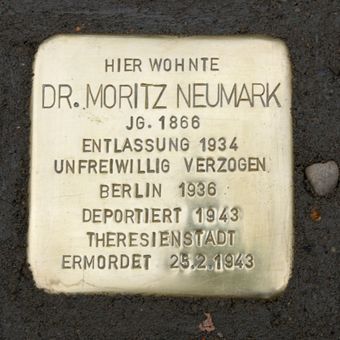 HIER WOHNTE
DR. MORITZ NEUMARK
JG. 1866
ENTLASSUNG 1934
UNFREIWILLIG VERZOGEN
BERLIN 1936
DEPORTIERT 1943
THERESIENSTADT
ERMORDET 25.2.1943